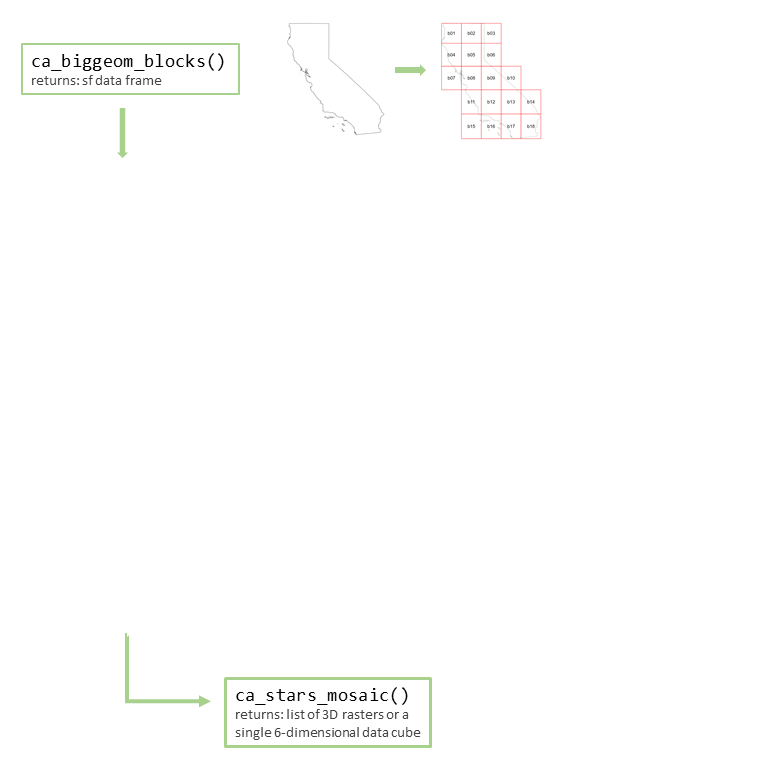 ca_biggeom_blocks()
returns: sf data frame
b01 b02 b03
b04 b05 b06
b07 b08 b09 b10
b11 b12 b13 b14
b15 b16 b17 b18
ca_stars_mosaic()
returns: list of 3D rasters or a
single 6-dimensional data cube